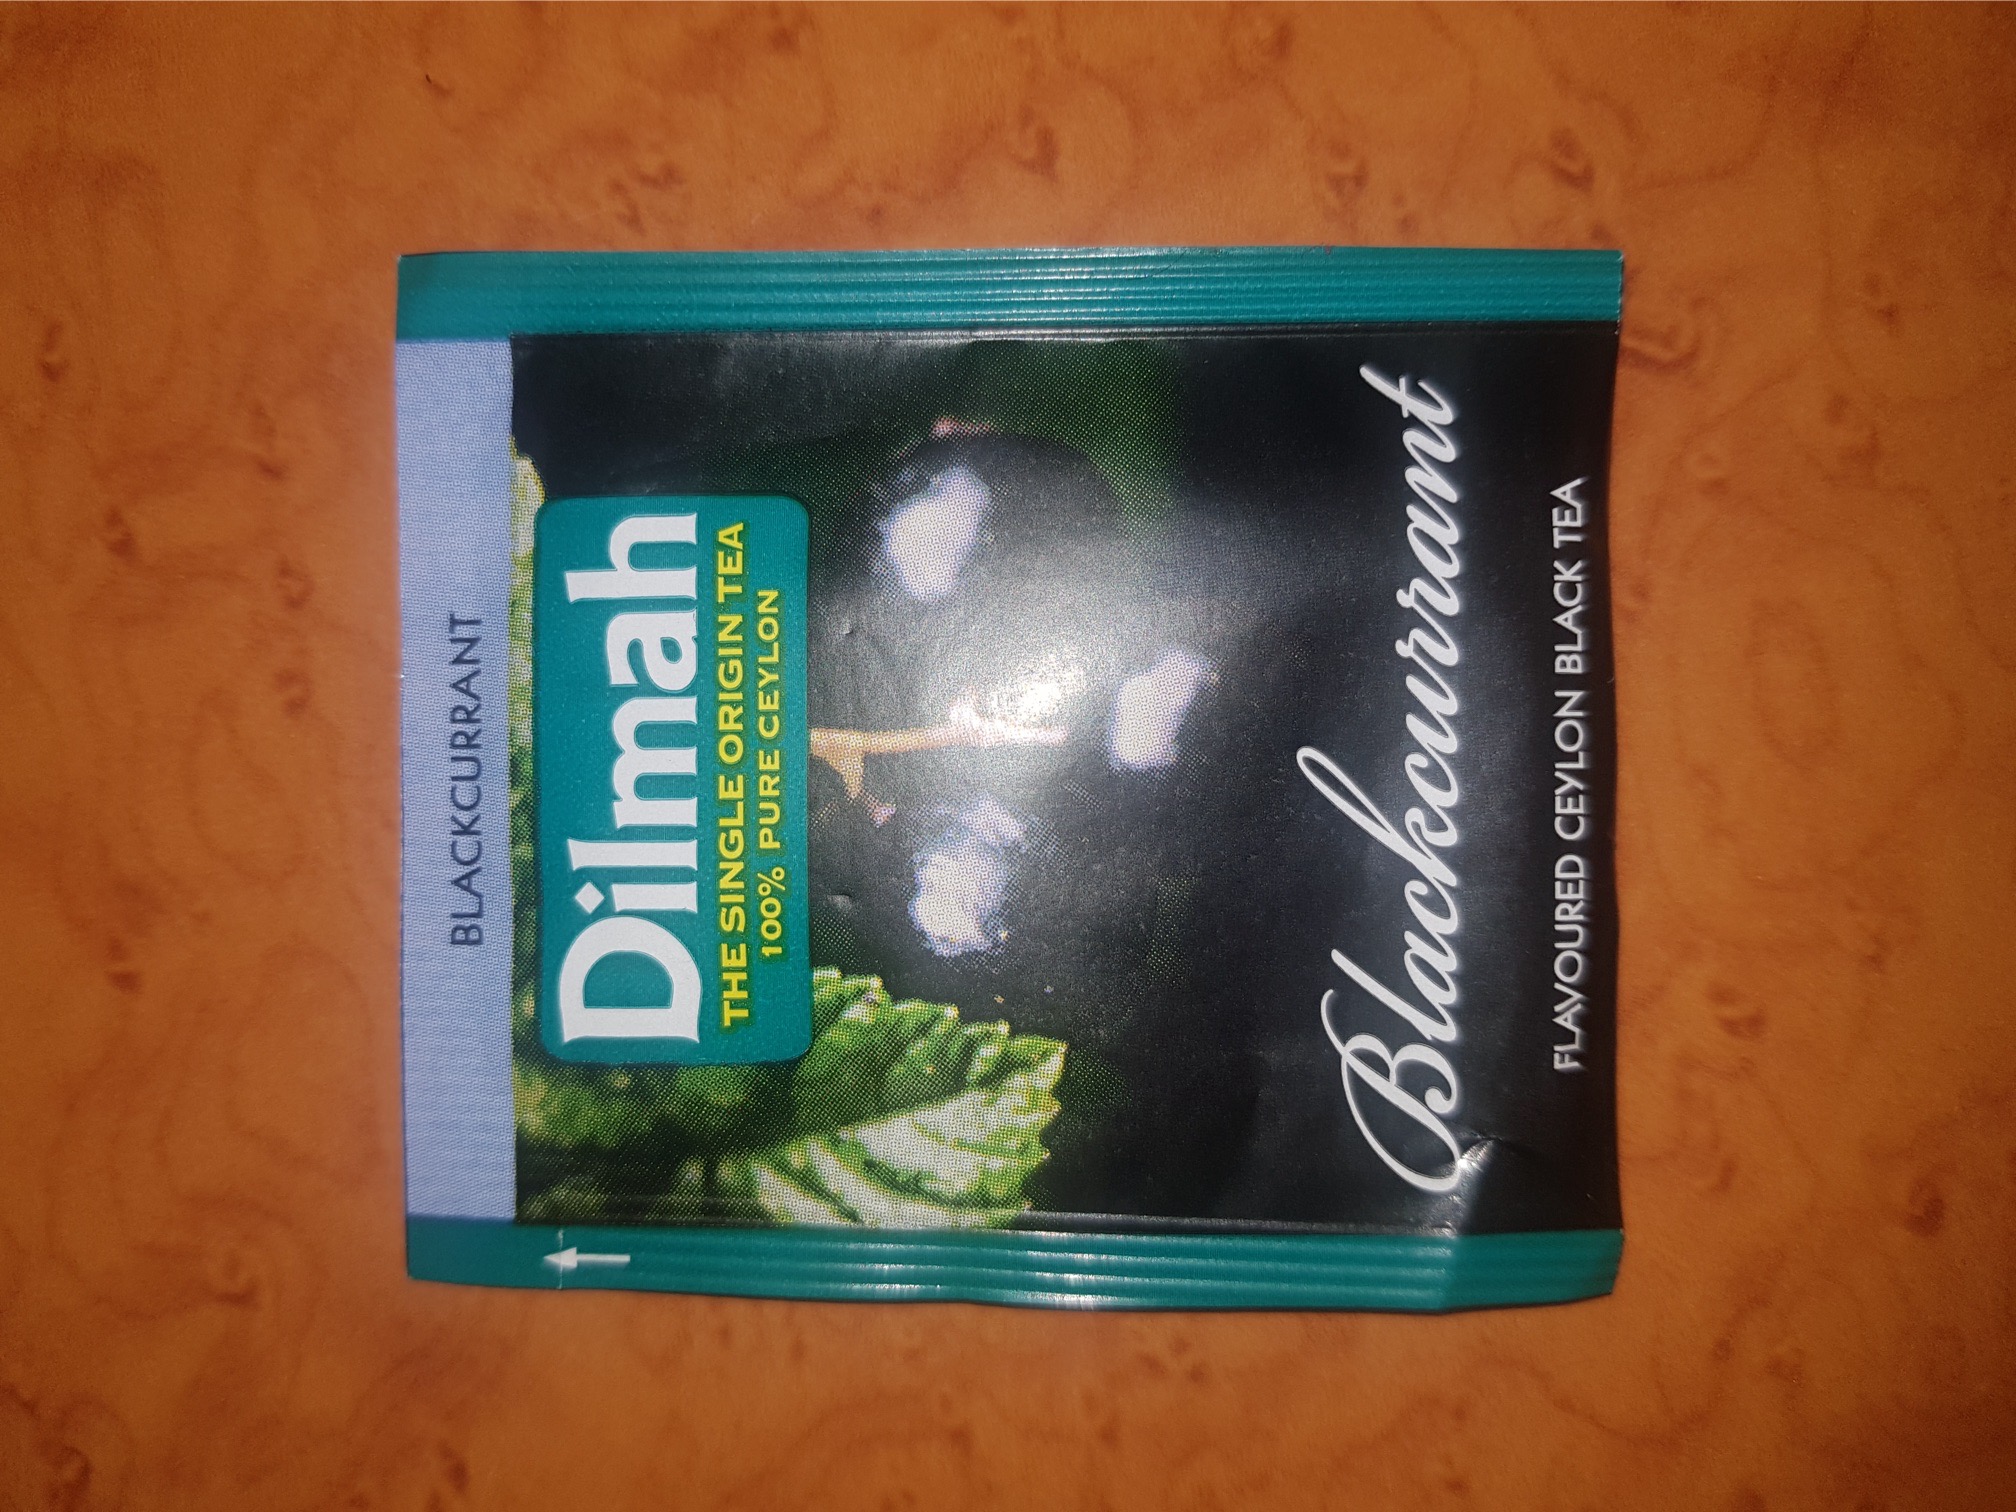 BLACKCURRANT
Dilmah
THE SINGLE ORIGIN TEA
100% PURE CEYLON
Blackcurrant
FLAVOURED CEYLON BLACK TEA